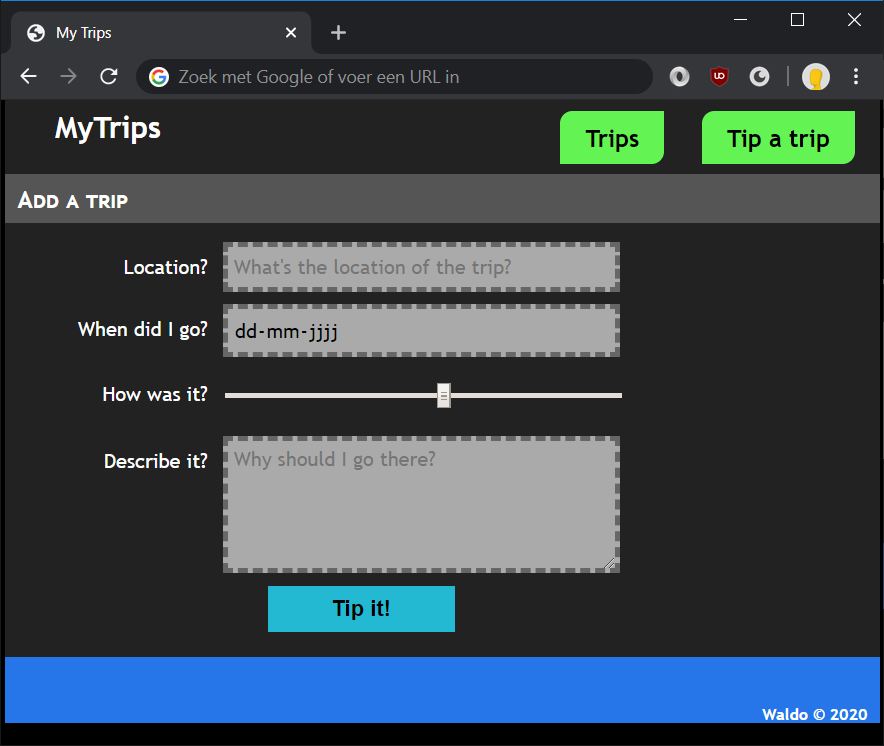 My Trips
Zoek met Google of voer een URL in
MyTrips
Trips
Tip a trip
Add a trip
Location?
What's the location of the trip?
When did I go?
dd-mm-jjjj
How was it?
Describe it?
Why should I go there?
Tip it!
Waldo © 2020